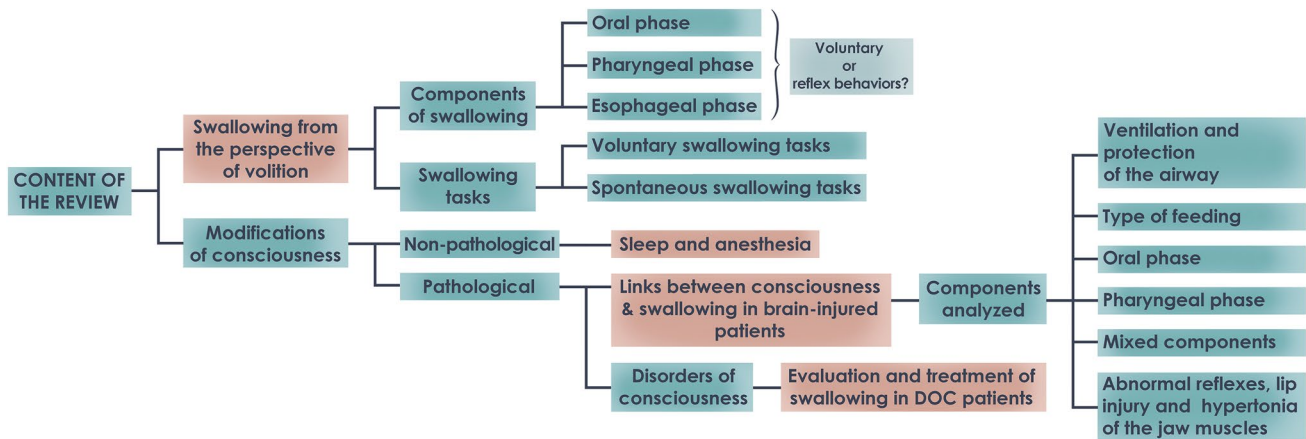 CONTENT OF
THE REVIEW
Swallowing from
the perspective
of volition
Components
of swallowing
Oral phase
Pharyngeal phase
Esophageal phase
Voluntary
or
reflex behaviors?
Swallowing
tasks
Voluntary swallowing tasks
Spontaneous swallowing tasks
Modifications
of consciousness
Non-pathological
Sleep and anesthesia
Pathological
Links between consciousness
& swallowing in brain-injured
patients
Components
analyzed
Ventilation and
protection
of the airway
Type of feeding
Oral phase
Pharyngeal phase
Mixed components
Abnormal reflexes, lip
injury and hypertonia
of the jaw muscles
Disorders of
consciousness
Evaluation and treatment of
swallowing in DOC patients